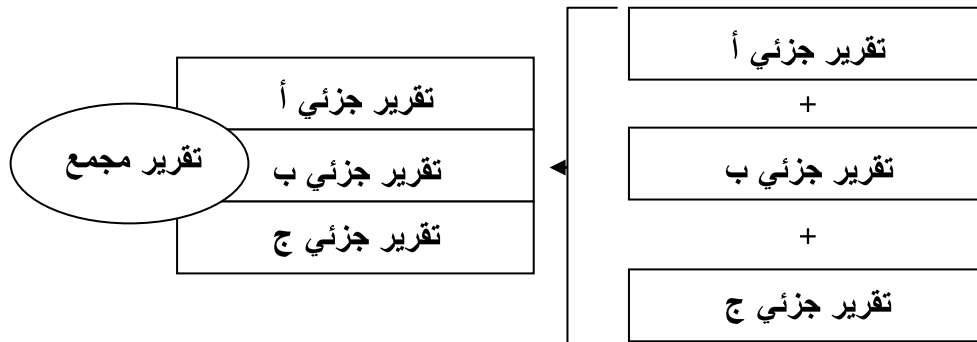 تقرير جزئي أ
+
تقرير جزئي ب
+
تقرير جزئي ج
تقرير جزئي أ
تقرير جزئي ب
تقرير جزئي ج
تقرير مجمع